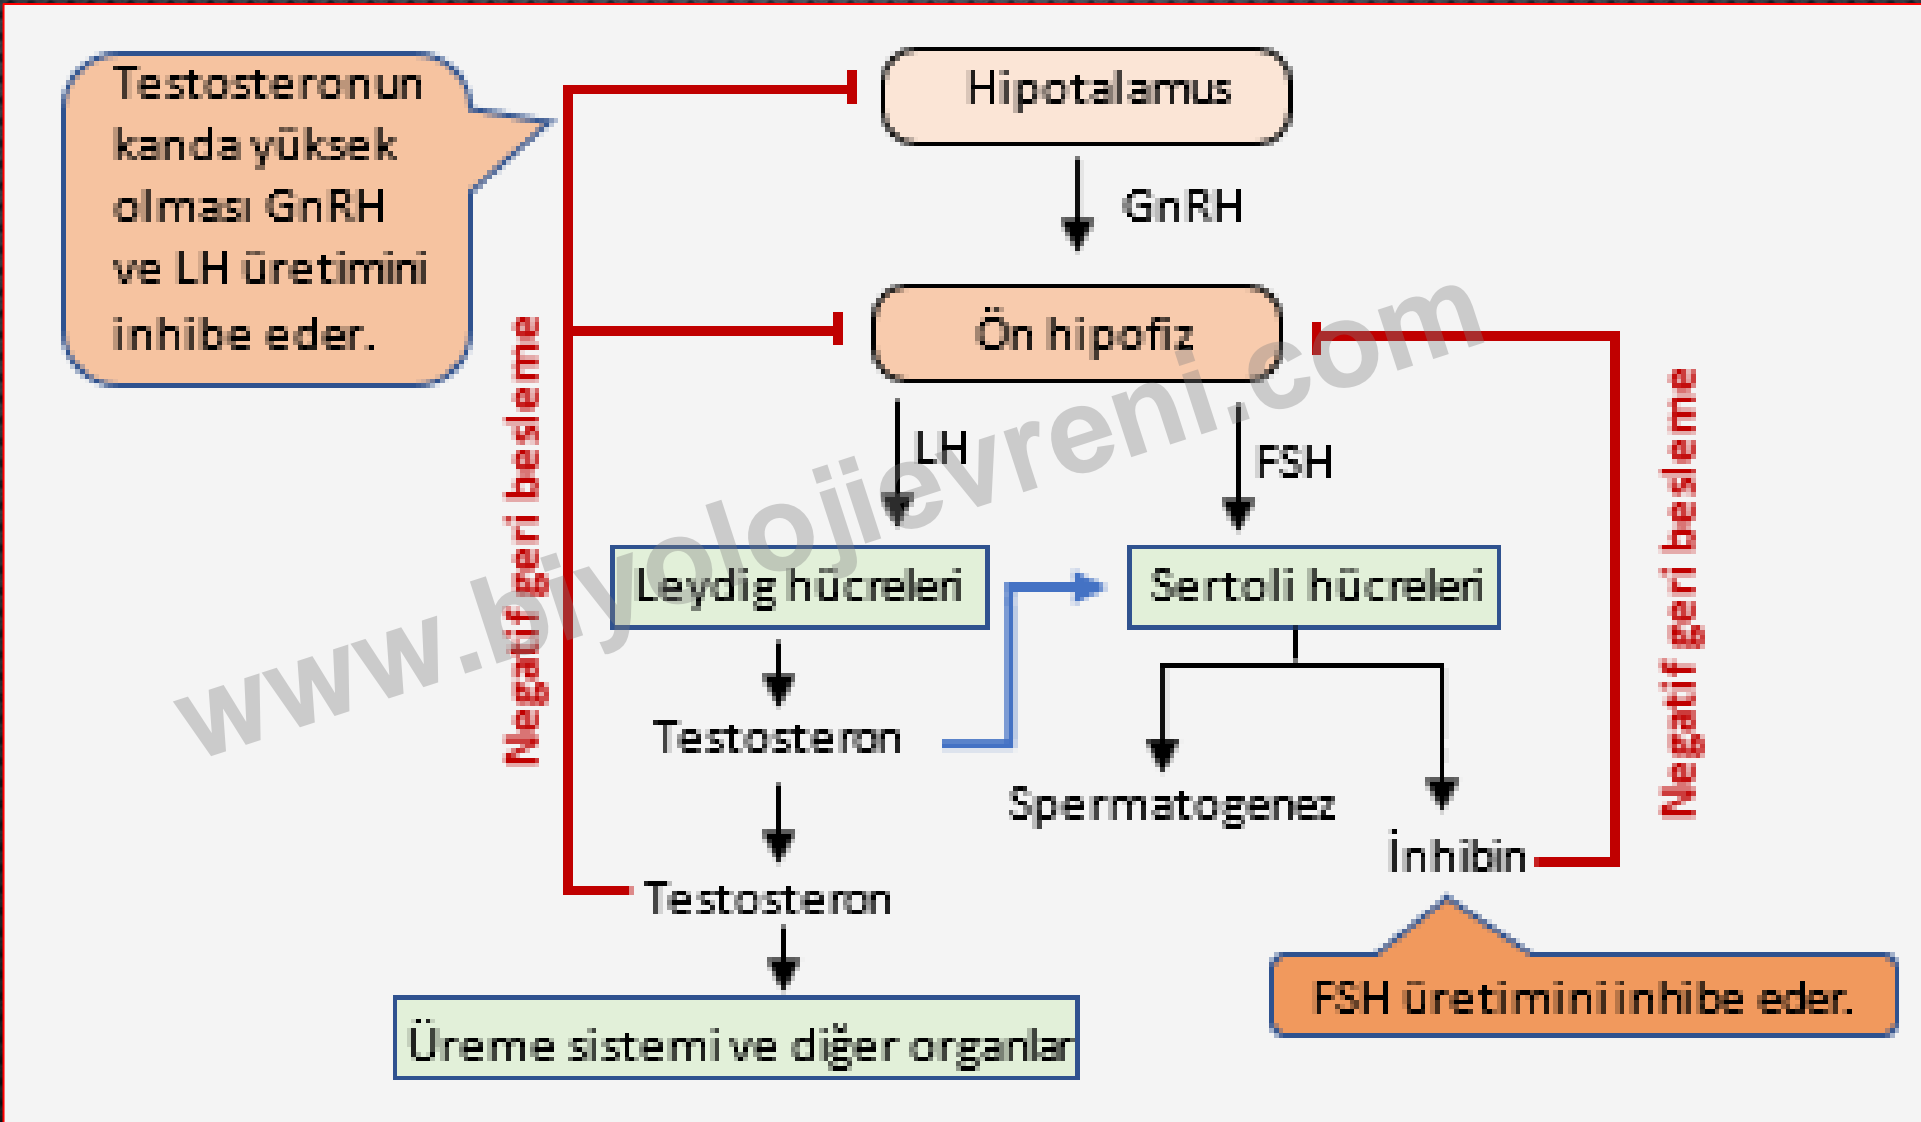 Testosteronun
kanda yüksek
olması GnRH
ve LH üretimini
inhibe eder.
Hipotalamus
GnRH
Ön hipofiz
LH
FSH
Negatif geri besleme
Negatif geri besleme
Leydig hücreleri
Sertoli hücreleri
Testosteron
Spermatogenez
İnhibin
Testosteron
FSH üretimini inhibe eder.
Üreme sistemi ve diğer organlar
www.biyolojievreni.com